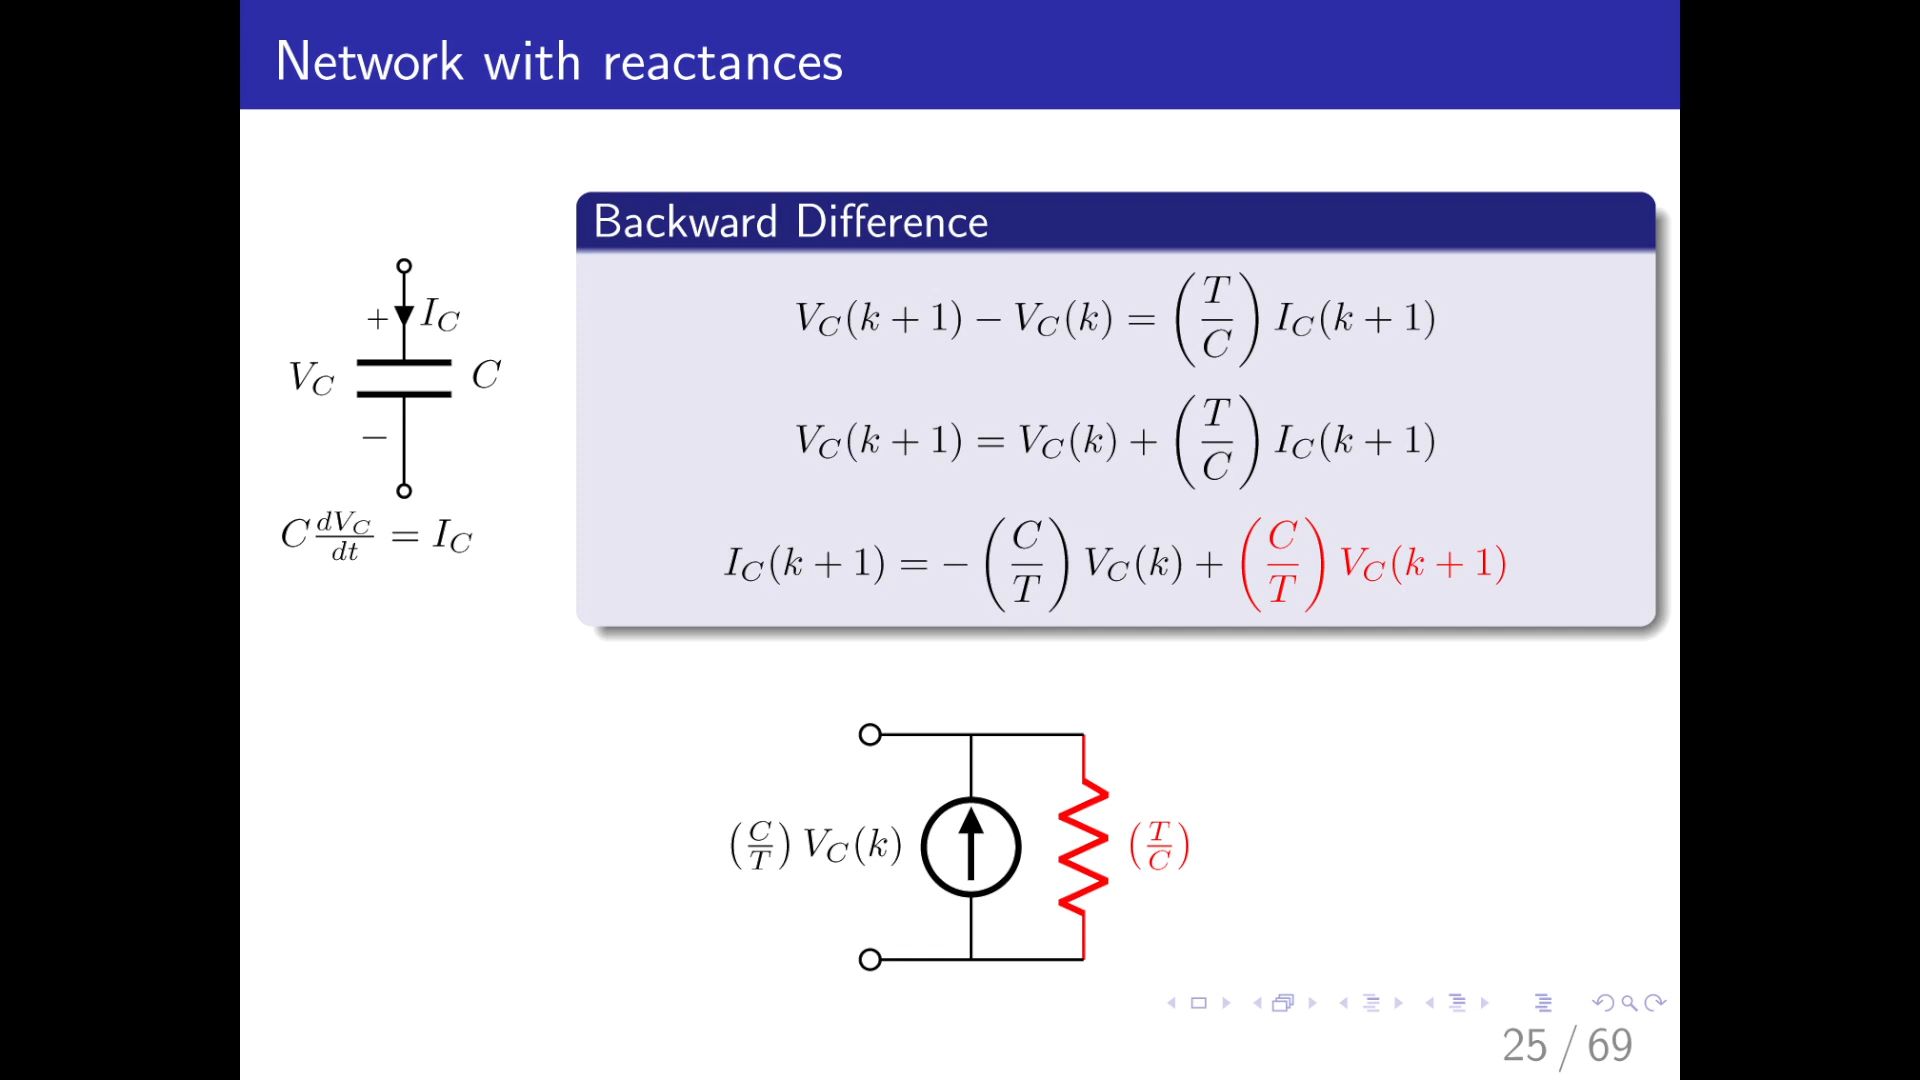 Network with reactances
Backward Difference
V_C(k + 1) − V_C(k) = (T/C) I_C(k + 1)
V_C(k + 1) = V_C(k) + (T/C) I_C(k + 1)
I_C(k + 1) = − (C/T) V_C(k) + (C/T) V_C(k + 1)
+ I_C
V_C C
−
C dV_C/dt = I_C
(C/T) V_C(k)
(T/C)
25 / 69